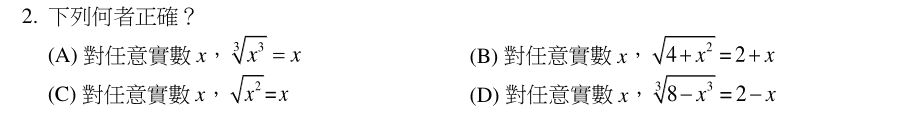 2. 下列何者正確？
(A) 對任意實數 x，∛x³ = x (B) 對任意實數 x，√(4+x²) = 2+x
(C) 對任意實數 x，√x² = x (D) 對任意實數 x，∛(8−x³) = 2−x